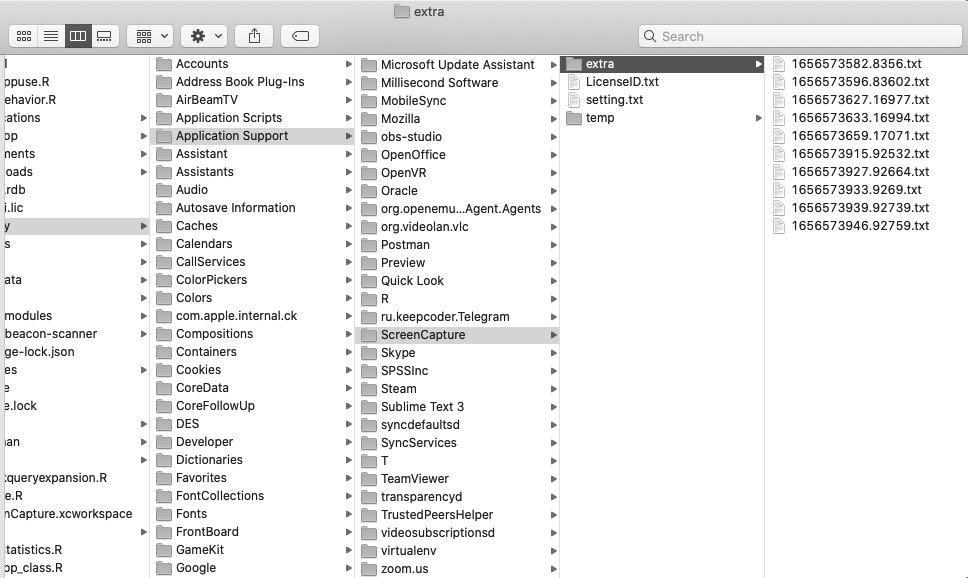 extra
Search
l
ppuse.R
ehavior.R
cations
op
ments
oads
.rdb
i.lic
y
s
ata
modules
beacon-scanner
ge-lock.json
es
e
e.lock
nan
tqueryexpansion.R
e.R
nCapture.xcworkspace
tatistics.R
op_class.R
Accounts
Address Book Plug-Ins
AirBeamTV
Application Scripts
Application Support
Assistant
Assistants
Audio
Autosave Information
Caches
Calendars
CallServices
ColorPickers
Colors
com.apple.internal.ck
Compositions
Containers
Cookies
CoreData
CoreFollowUp
DES
Developer
Dictionaries
Favorites
FontCollections
Fonts
FrontBoard
GameKit
Google
Microsoft Update Assistant
Millisecond Software
MobileSync
Mozilla
obs-studio
OpenOffice
OpenVR
Oracle
org.openemu...Agent.Agents
org.videolan.vlc
Postman
Preview
Quick Look
R
ru.keepcoder.Telegram
ScreenCapture
Skype
SPSSInc
Steam
Sublime Text 3
syncdefaultsd
SyncServices
T
TeamViewer
transparencyd
TrustedPeersHelper
videosubscriptionsd
virtualenv
zoom.us
extra
LicenseID.txt
setting.txt
temp
1656573582.8356.txt
1656573596.83602.txt
1656573627.16977.txt
1656573633.16994.txt
1656573659.17071.txt
1656573915.92532.txt
1656573927.92664.txt
1656573933.9269.txt
1656573939.92739.txt
1656573946.92759.txt